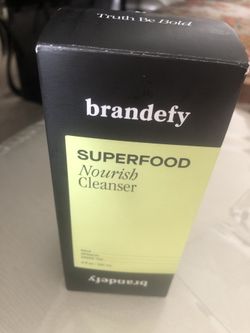 Truth Be Bold
brandefy
SUPERFOOD
Nourish
Cleanser
brandefy